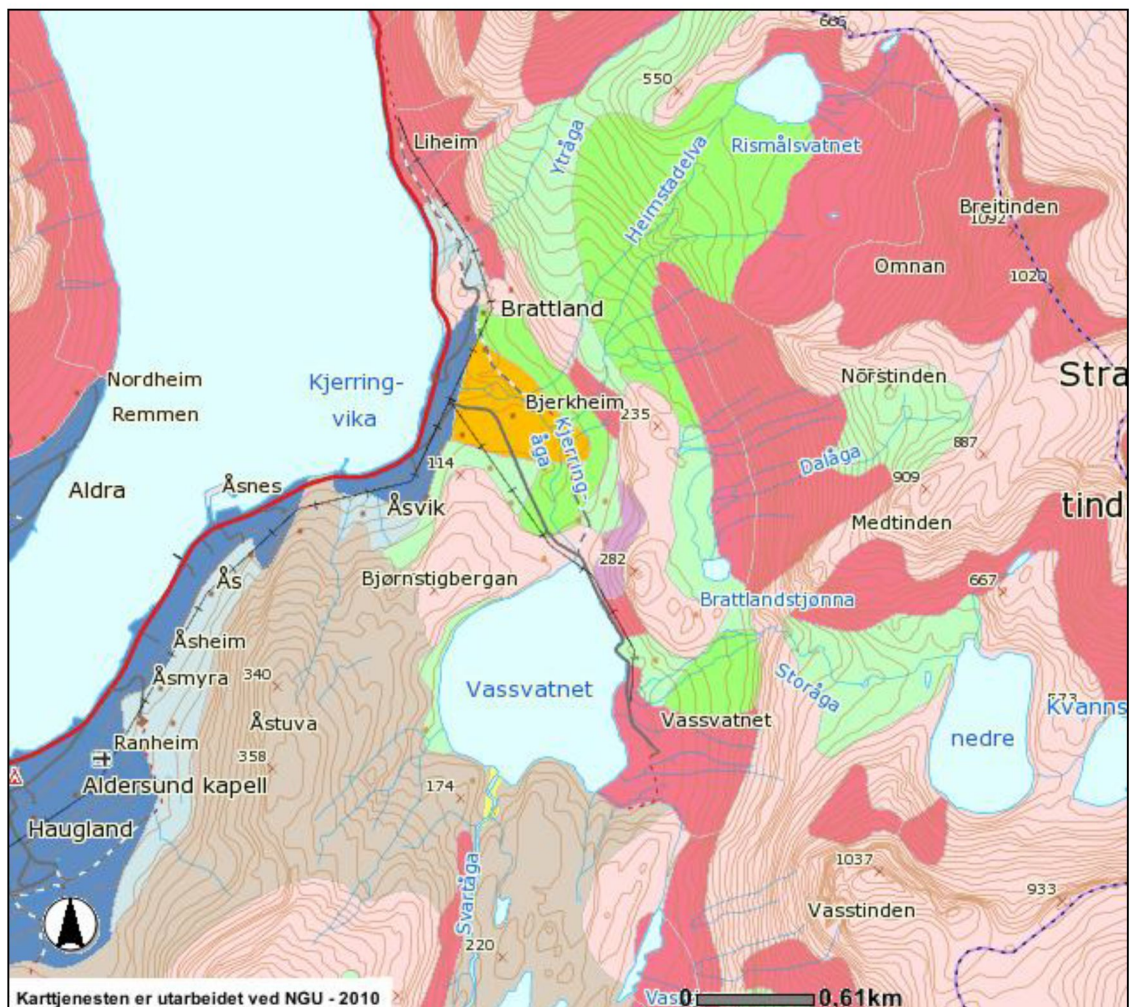 686
550
Liheim
Ytråga
Heimstadelva
Rismålsvatnet
Breitinden
1092
Omnan
1020
Brattland
Nordheim
Remmen
Kjerring-
vika
Nörstinden
Stra
Bjerkheim
235
Kjerring-
åga
Aldra
114
Dalåga
887
909
Åsnes
Åsvik
Medtinden
tind
282
Ås
Bjørnstigbergan
667
Brattlandstjønna
Åsheim
Åsmyra
340
Vassvatnet
Storåga
573
Kvanns
Åstuva
Vassvatnet
nedre
Ranheim
358
Aldersund kapell
174
Haugland
Svartåga
1037
933
Vasstinden
220
Karttjenesten er utarbeidet ved NGU - 2010
0
0.61km